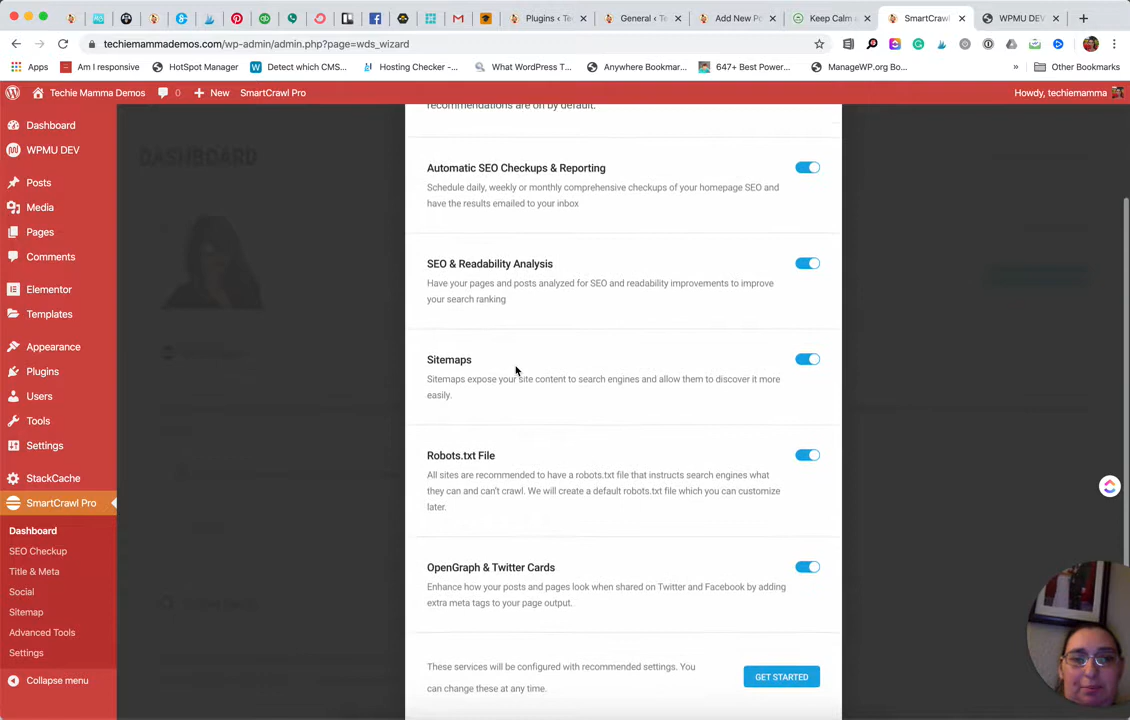 Plugins < Te
General < Te
Add New Po
Keep Calm a
SmartCrawl
WPMU DEV
techiemammademos.com/wp-admin/admin.php?page=wds_wizard
Apps
Am I responsive
HotSpot Manager
Detect which CMS...
Hosting Checker -...
What WordPress T...
Anywhere Bookmar...
647+ Best Power...
ManageWP.org Bo...
»
Other Bookmarks
Techie Mamma Demos
0
New
SmartCrawl Pro
Howdy, techiemamma
Dashboard
WPMU DEV
Posts
Media
Pages
Comments
Elementor
Templates
Appearance
Plugins
Users
Tools
Settings
StackCache
SmartCrawl Pro
Dashboard
SEO Checkup
Title & Meta
Social
Sitemap
Advanced Tools
Settings
Collapse menu
DASHBOARD
recommendations are on by default.
Automatic SEO Checkups & Reporting
Schedule daily, weekly or monthly comprehensive checkups of your homepage SEO and
have the results emailed to your inbox
SEO & Readability Analysis
Have your pages and posts analyzed for SEO and readability improvements to improve
your search ranking
Sitemaps
Sitemaps expose your site content to search engines and allow them to discover it more
easily.
Robots.txt File
All sites are recommended to have a robots.txt file that instructs search engines what
they can and can't crawl. We will create a default robots.txt file which you can customize
later.
OpenGraph & Twitter Cards
Enhance how your posts and pages look when shared on Twitter and Facebook by adding
extra meta tags to your page output.
These services will be configured with recommended settings. You
can change these at any time.
GET STARTED